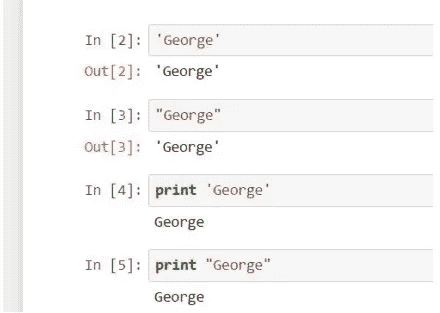 In [2]: 'George'
Out[2]: 'George'
In [3]: "George"
Out[3]: 'George'
In [4]: print 'George'
George
In [5]: print "George"
George